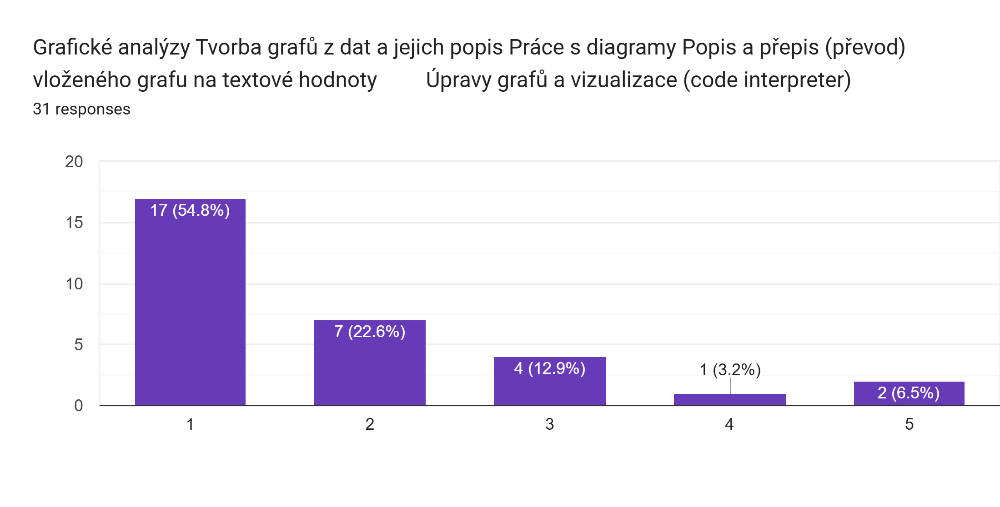 Grafické analýzy Tvorba grafů z dat a jejich popis Práce s diagramy Popis a přepis (převod)
vloženého grafu na textové hodnoty Úpravy grafů a vizualizace (code interpreter)
31 responses
20
15
10
5
0
17 (54.8%)
7 (22.6%)
4 (12.9%)
1 (3.2%)
2 (6.5%)
1 2 3 4 5